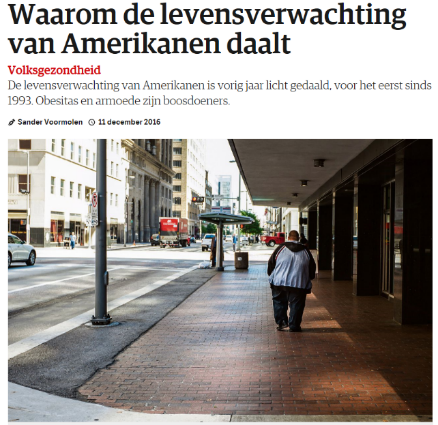 Waarom de levensverwachting
van Amerikanen daalt
Volksgezondheid
De levensverwachting van Amerikanen is vorig jaar licht gedaald, voor het eerst sinds
1993. Obesitas en armoede zijn boosdoeners.
Sander Voormolen 11 december 2016